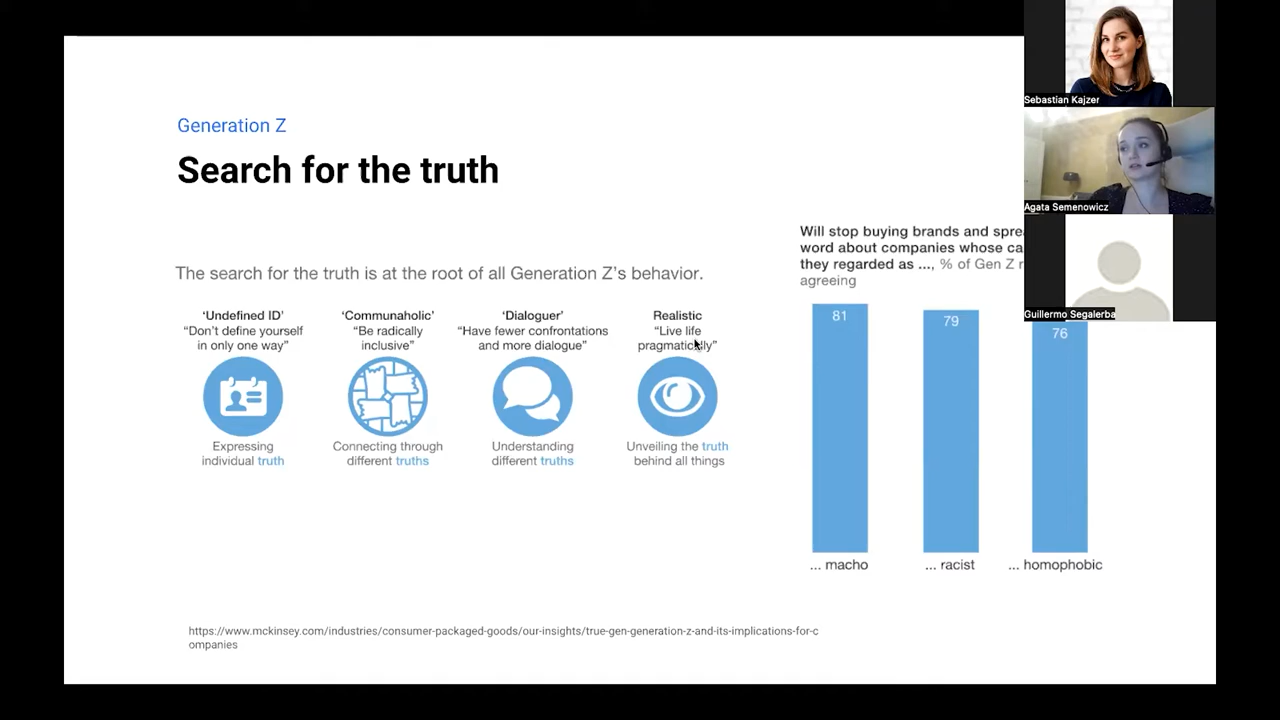 Generation Z
Search for the truth
The search for the truth is at the root of all Generation Z's behavior.
'Undefined ID'
"Don't define yourself
in only one way"
Expressing
individual truth
'Communaholic'
"Be radically
inclusive"
Connecting through
different truths
'Dialoguer'
"Have fewer confrontations
and more dialogue"
Understanding
different truths
Realistic
"Live life
pragmatically"
Unveiling the truth
behind all things
Will stop buying brands and
word about companies whose
they regarded as ..., % of Gen Z
agreeing
81
79
76
... macho
... racist
... homophobic
https://www.mckinsey.com/industries/consumer-packaged-goods/our-insights/true-gen-generation-z-and-its-implications-for-c
ompanies
Sebastian Kajzer
Agata Semenowicz
Guillermo Segalerba